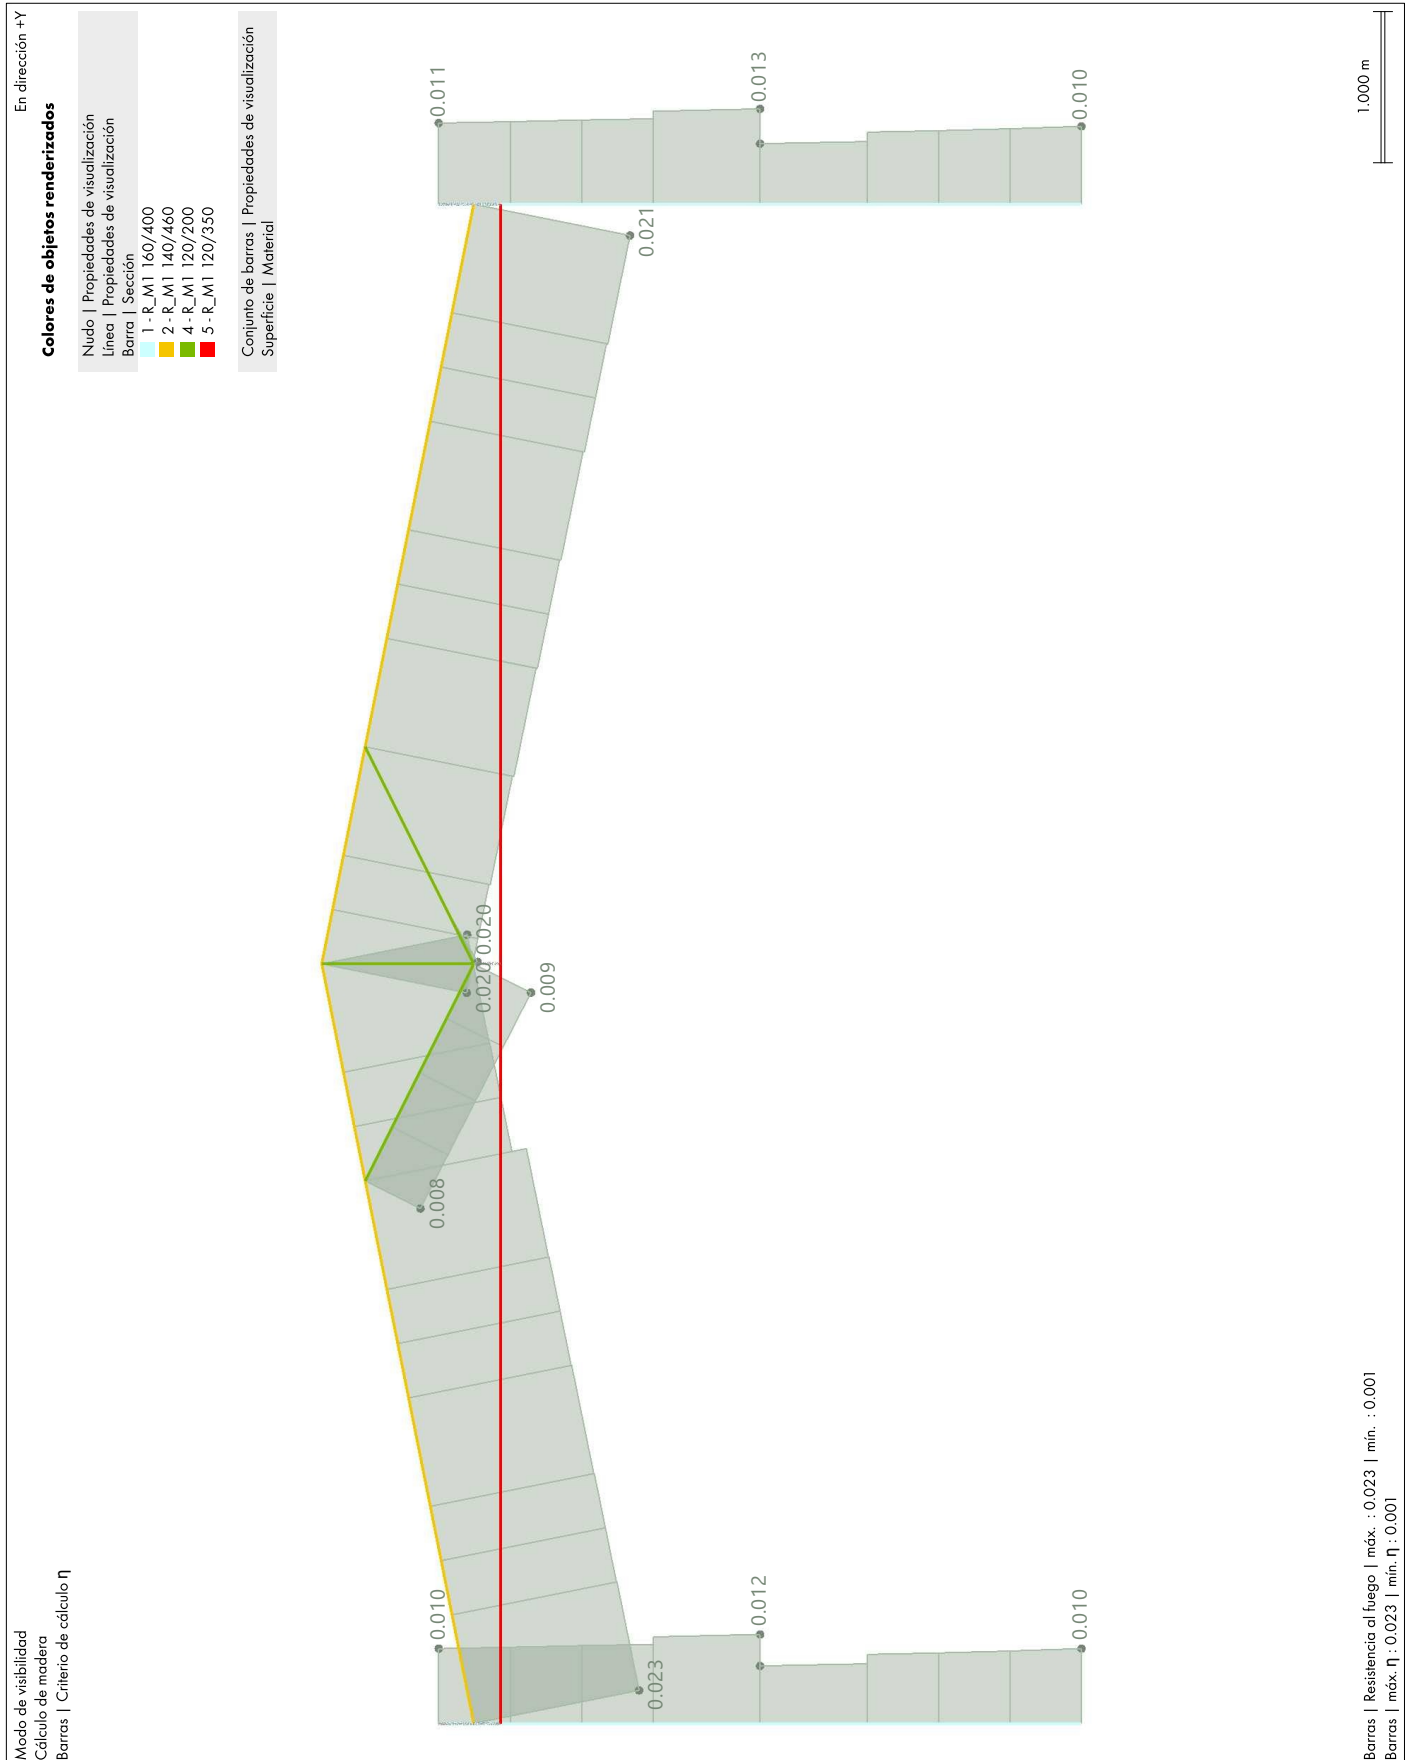 Modo de visibilidad
Cálculo de madera
Barras | Criterio de cálculo η
En dirección +Y
Colores de objetos renderizados
Nudo | Propiedades de visualización
Línea | Propiedades de visualización
Barra | Sección
1 - R_M1 160/400
2 - R_M1 140/460
4 - R_M1 120/200
5 - R_M1 120/350
Conjunto de barras | Propiedades de visualización
Superficie | Material
0.010
0.011
0.008
0.020
0.020
0.009
0.023
0.021
0.012
0.013
0.010
0.010
Barras | Resistencia al fuego | máx. : 0.023 | mín. : 0.001
Barras | máx. η : 0.023 | mín. η : 0.001
1.000 m